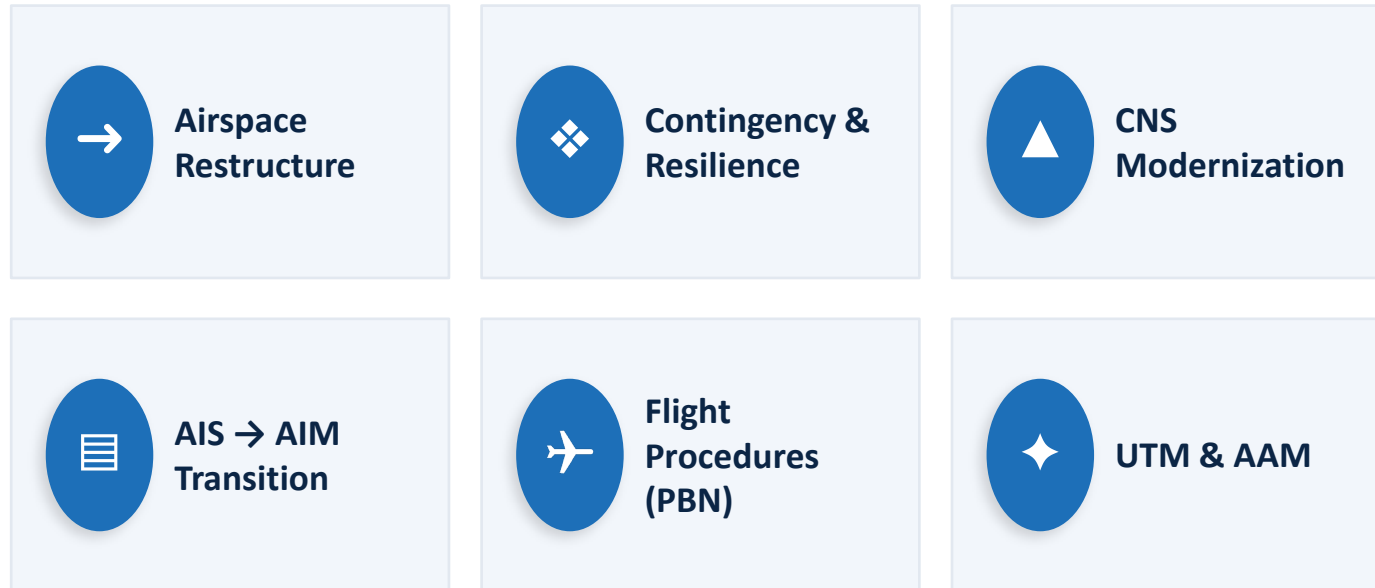 Airspace
Restructure
Contingency &
Resilience
CNS
Modernization
AIS → AIM
Transition
Flight
Procedures
(PBN)
UTM & AAM